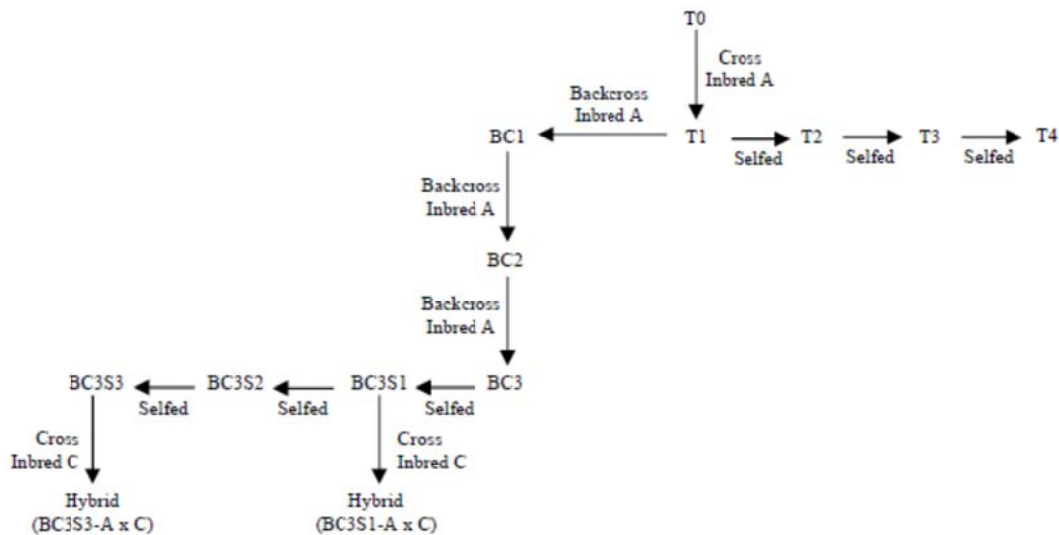 T0
Cross
Inbred A
Backcross
Inbred A
BC1
T1
T2
T3
T4
Selfed
Selfed
Selfed
Backcross
Inbred A
BC2
Backcross
Inbred A
BC3S3
BC3S2
BC3S1
BC3
Selfed
Selfed
Selfed
Cross
Inbred C
Cross
Inbred C
Hybrid
(BC3S3-A x C)
Hybrid
(BC3S1-A x C)